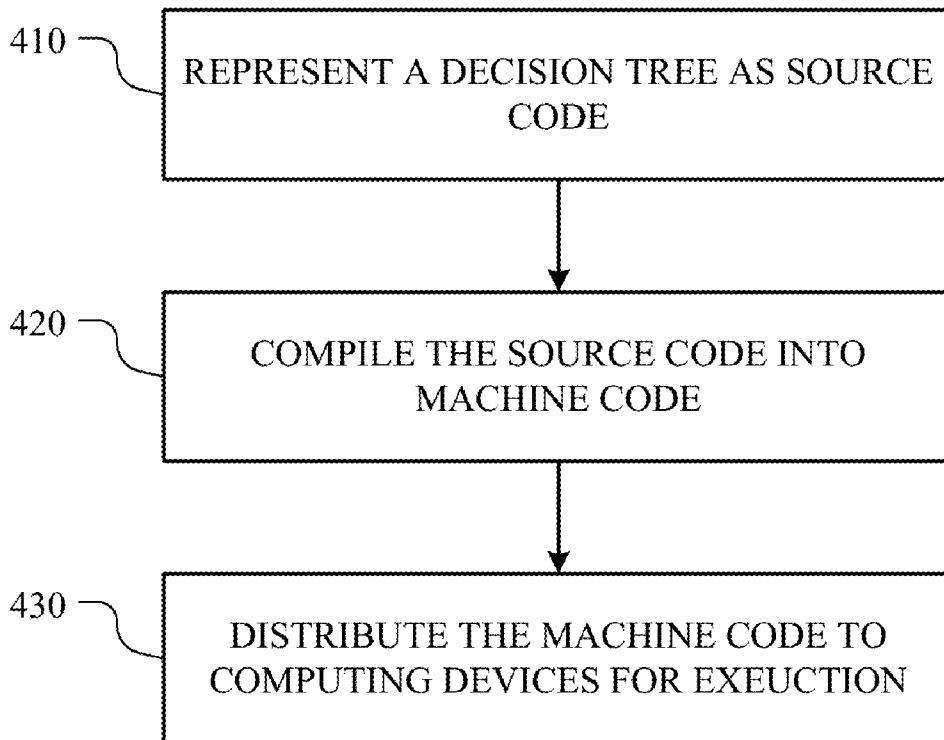 410
REPRESENT A DECISION TREE AS SOURCE
CODE
420
COMPILE THE SOURCE CODE INTO
MACHINE CODE
430
DISTRIBUTE THE MACHINE CODE TO
COMPUTING DEVICES FOR EXEUCTION